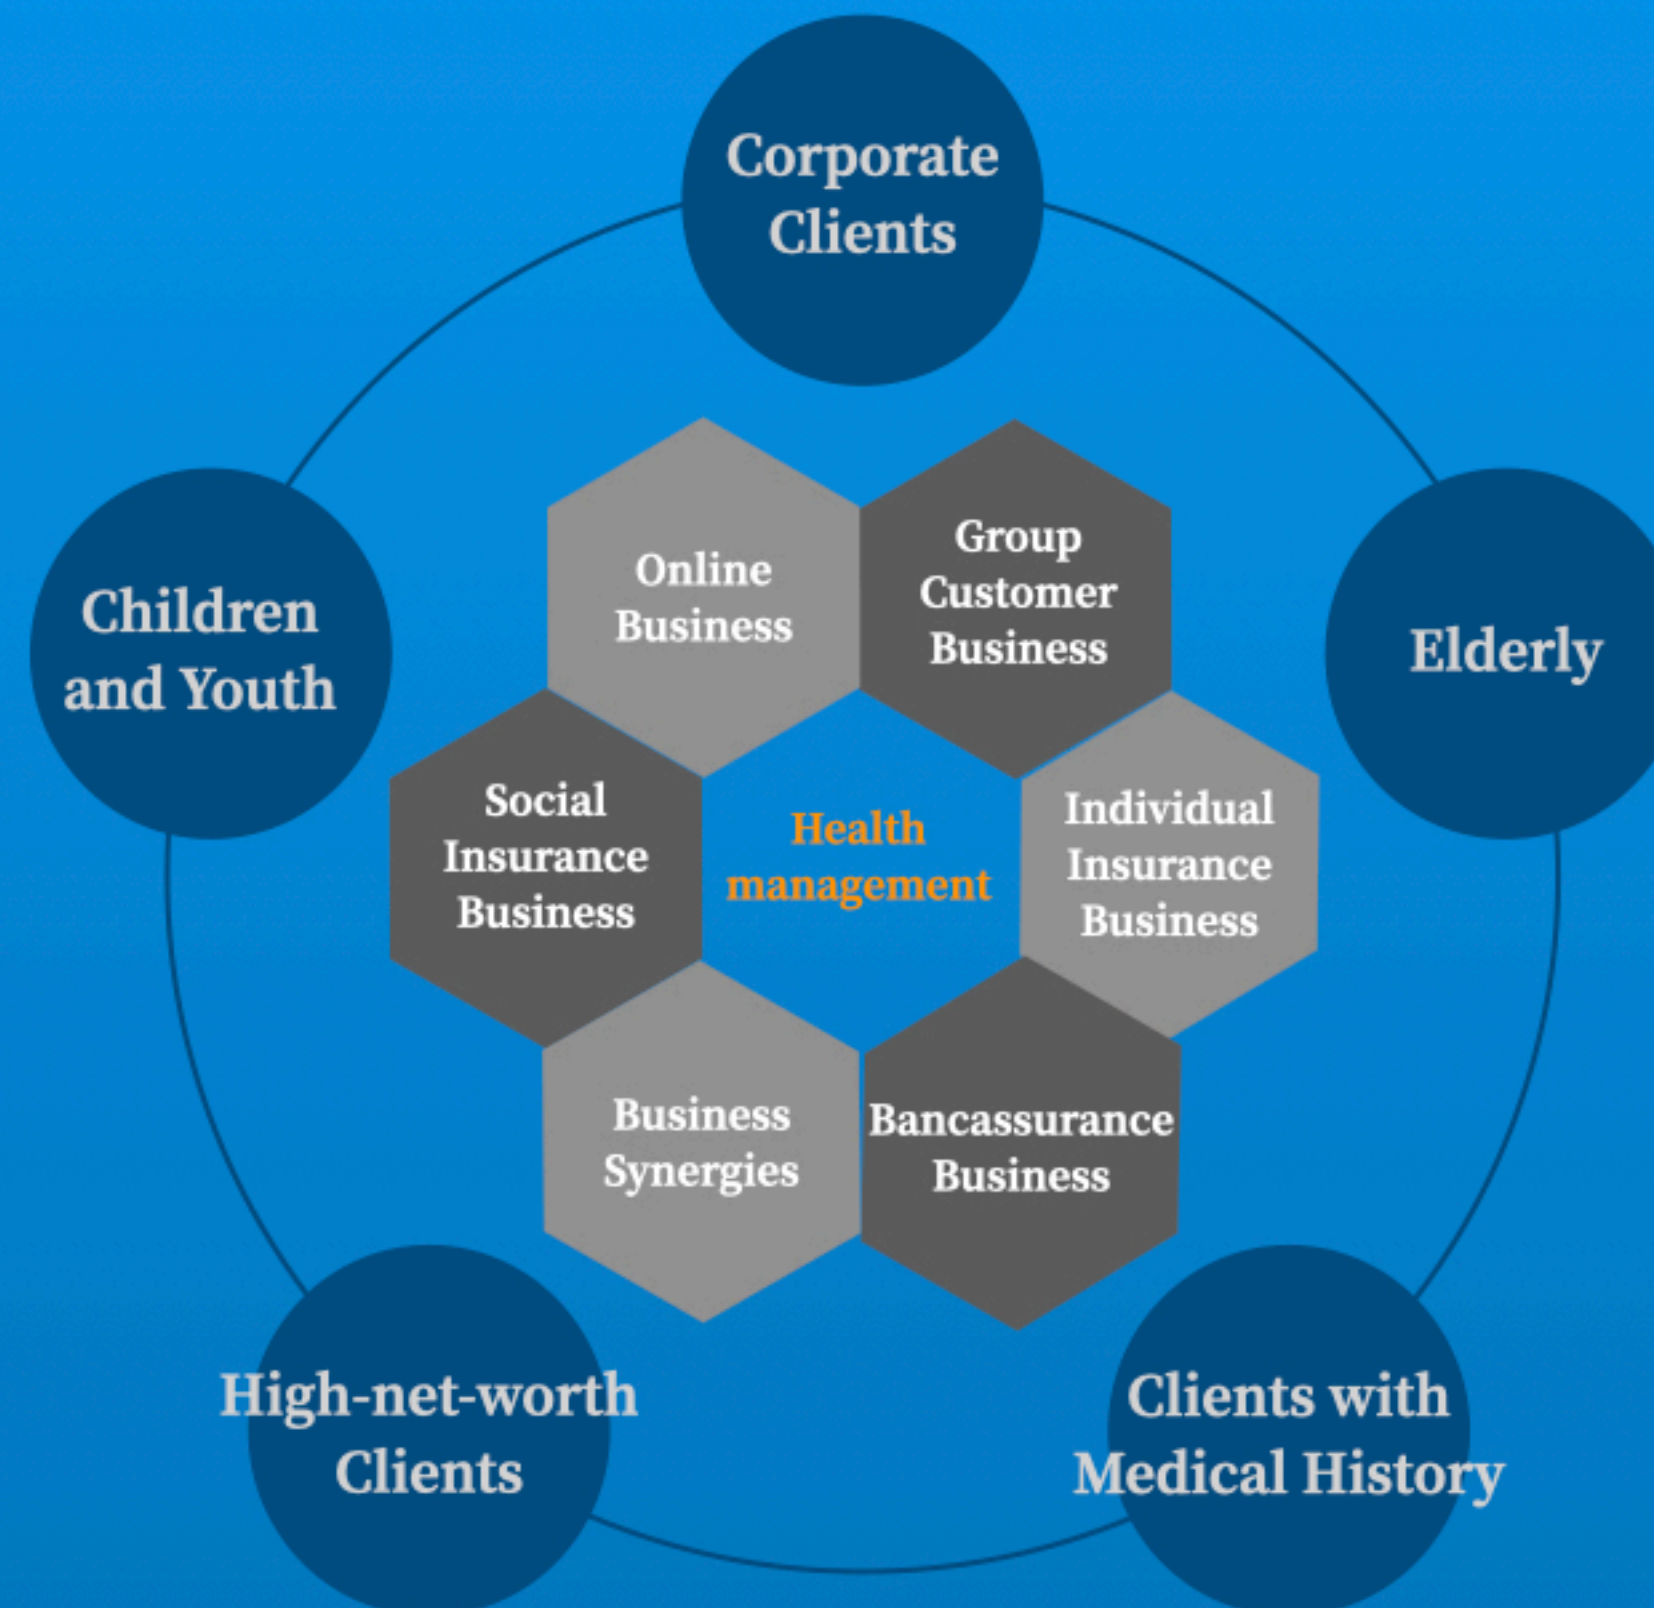 Corporate
Clients
Children
and Youth
Elderly
Online
Business
Group
Customer
Business
Social
Insurance
Business
Health
management
Individual
Insurance
Business
Business
Synergies
Bancassurance
Business
High-net-worth
Clients
Clients with
Medical History